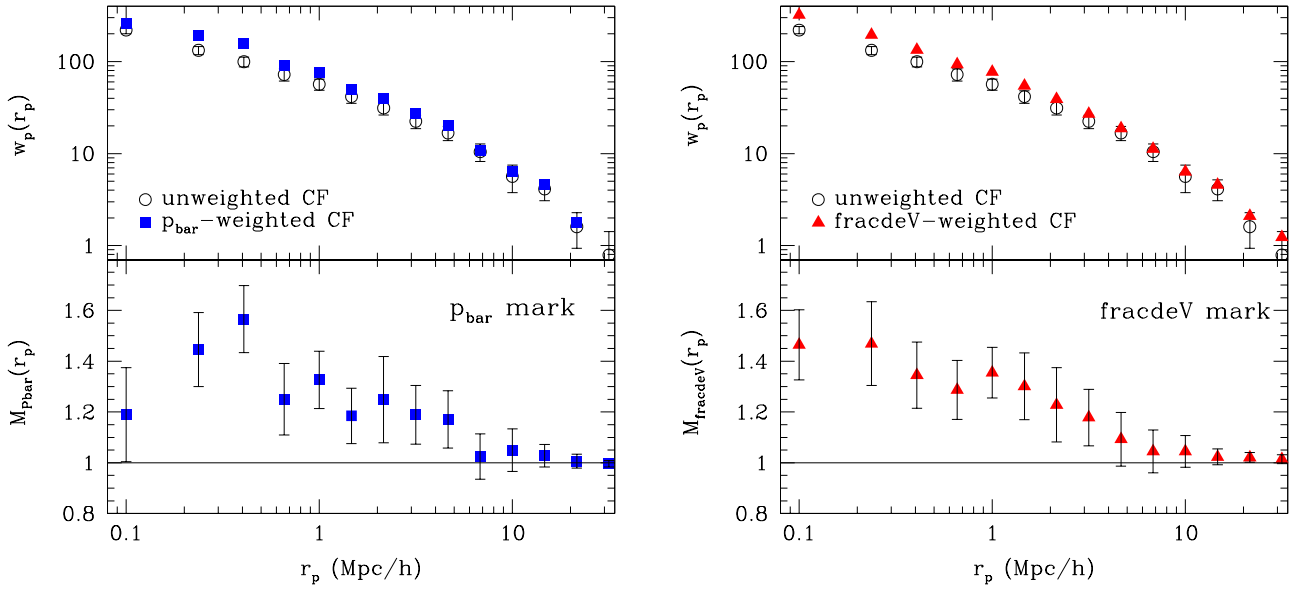 100
10
1
w_p(r_p)
unweighted CF
p_bar-weighted CF
1.6
1.4
1.2
1
0.8
M_Pbar(r_p)
p_bar mark
0.1
1
10
r_p (Mpc/h)
100
10
1
w_p(r_p)
unweighted CF
fracdeV-weighted CF
1.6
1.4
1.2
1
0.8
M_fracdeV(r_p)
fracdeV mark
0.1
1
10
r_p (Mpc/h)